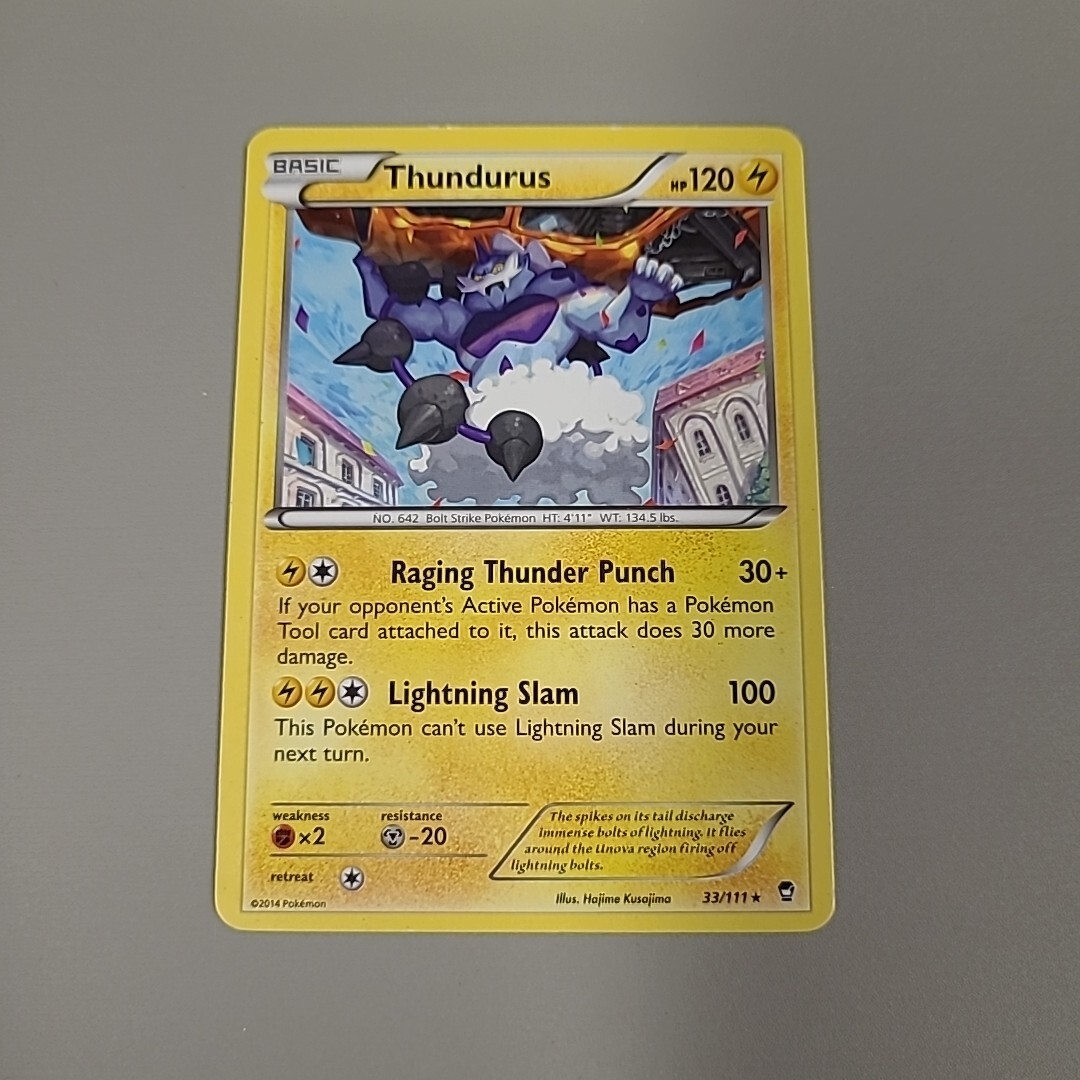 BASIC
Thundurus
HP 120
NO. 642 Bolt Strike Pokémon HT: 4'11" WT: 134.5 lbs.
Raging Thunder Punch 30+
If your opponent's Active Pokémon has a Pokémon
Tool card attached to it, this attack does 30 more
damage.
Lightning Slam 100
This Pokémon can't use Lightning Slam during your
next turn.
weakness
×2
resistance
-20
retreat
The spikes on its tail discharge
immense bolts of lightning. It flies
around the Unova region firing off
lightning bolts.
Illus. Hajime Kusajima
33/111
©2014 Pokémon